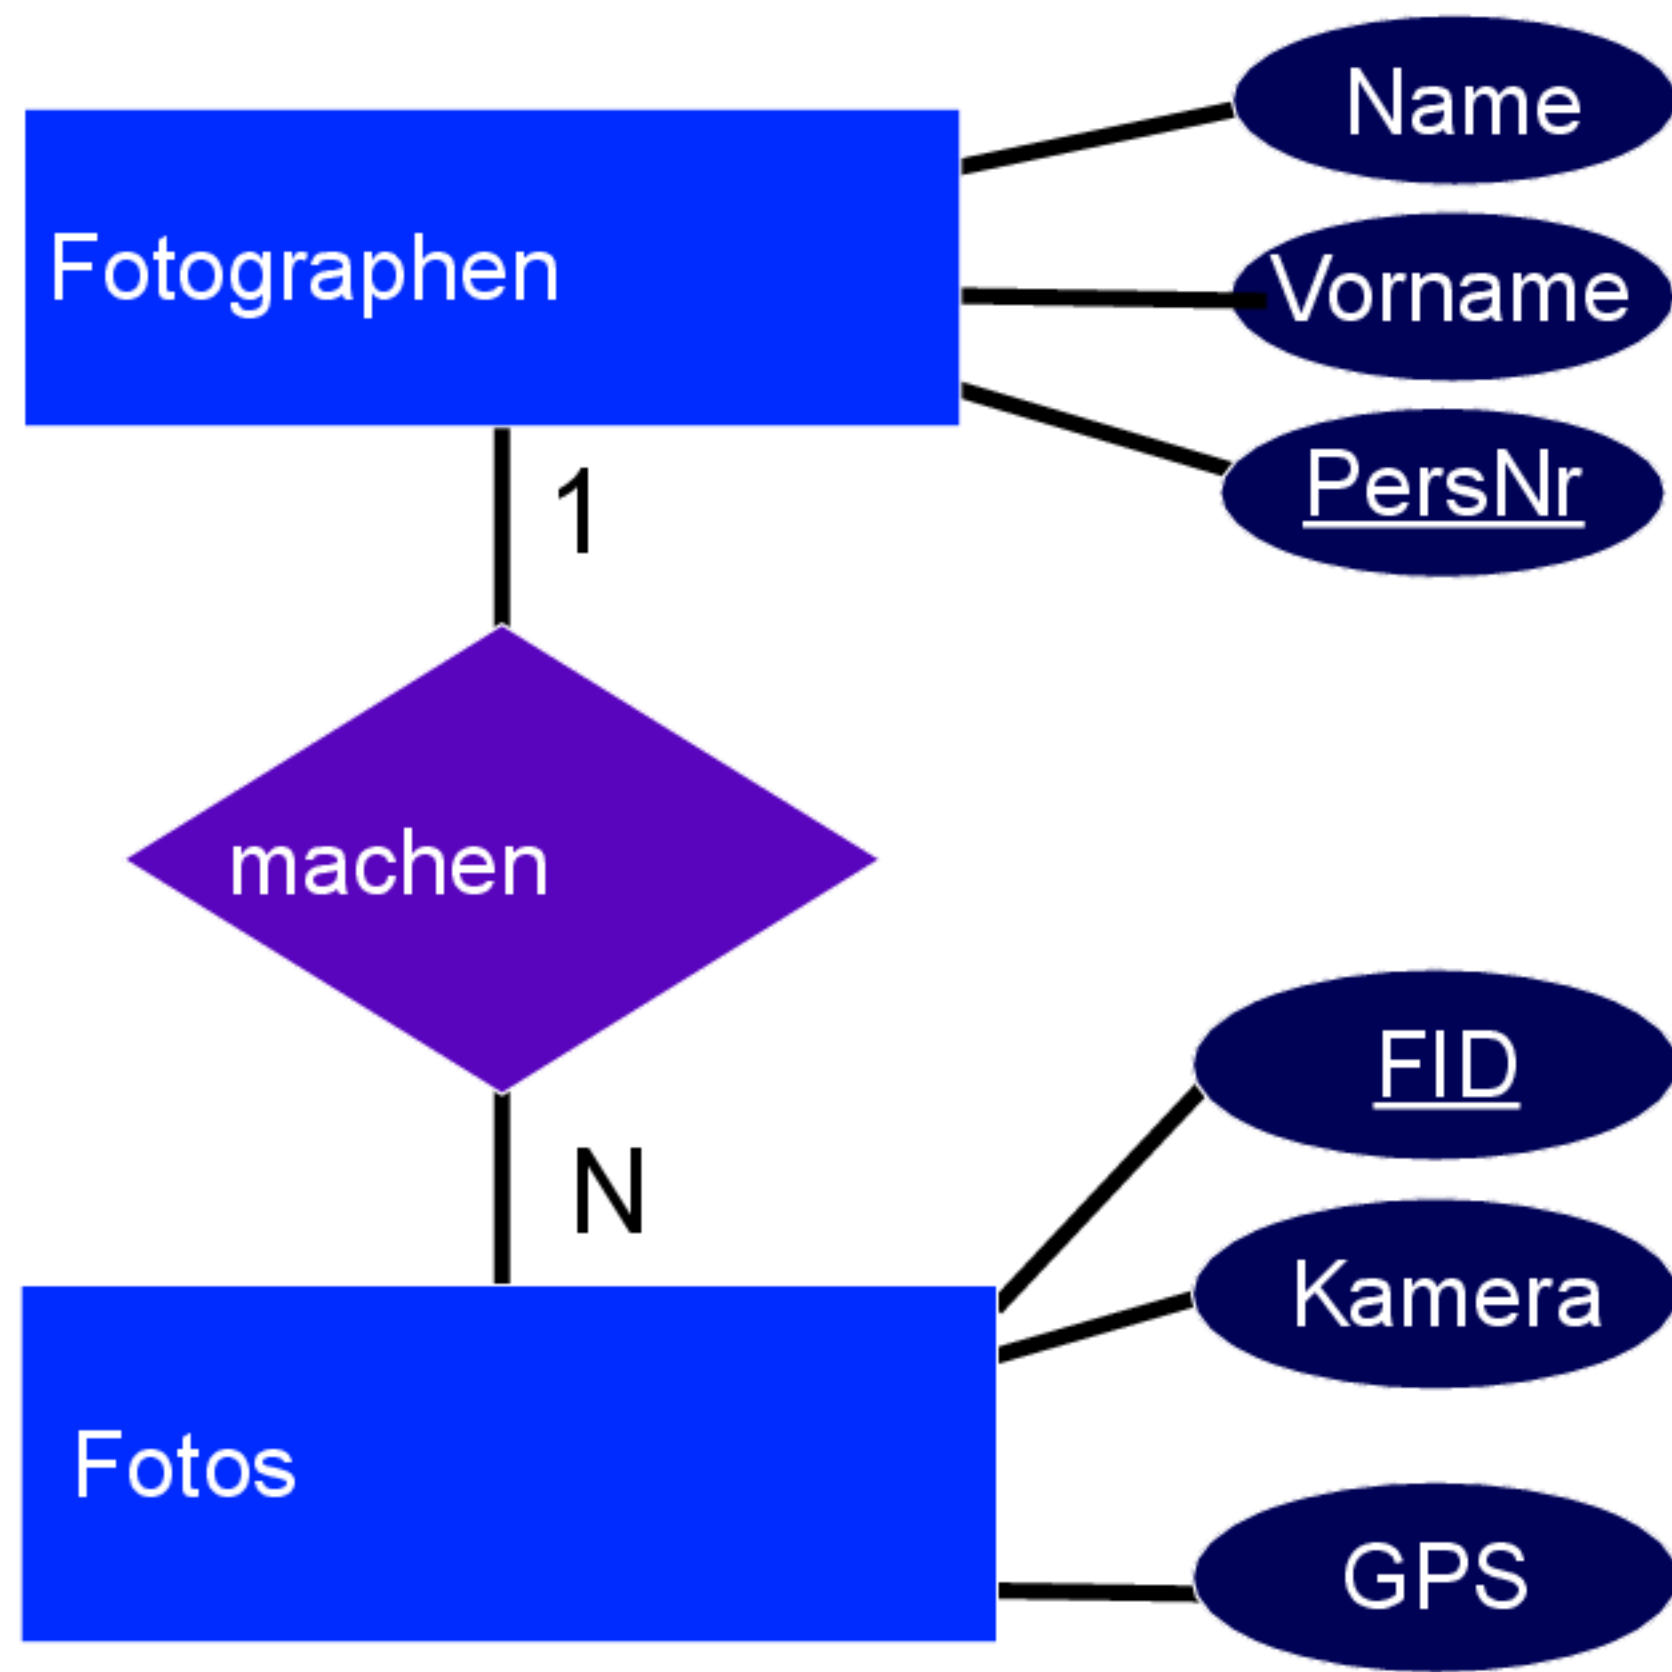 Name
Fotographen
Vorname
PersNr
1
machen
FID
N
Kamera
Fotos
GPS